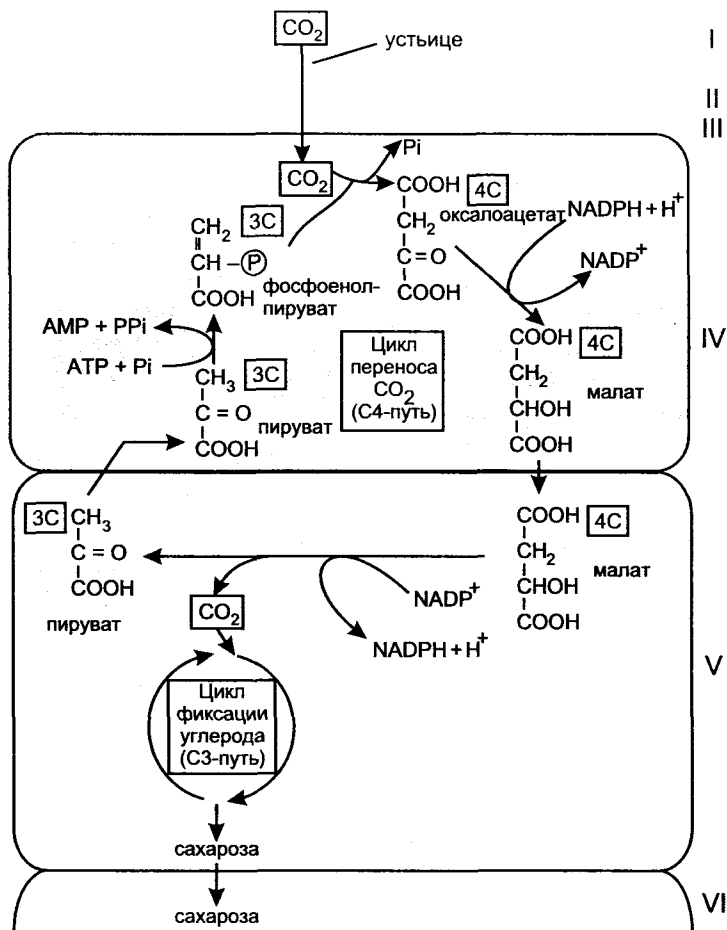 CO₂
устьице
I
II
III
Pi
CO₂
COOH
4C
CH₂
оксалоацетат
NADPH + H⁺
C = O
COOH
NADP⁺
3C
CH₂
CH – P
COOH
фосфоенол-
пируват
AMP + PPi
ATP + Pi
CH₃
3C
C = O
COOH
пируват
Цикл
переноса
CO₂
(С4-путь)
COOH
4C
CH₂
CHOH
COOH
малат
IV
3C
CH₃
C = O
COOH
пируват
COOH
4C
CH₂
CHOH
COOH
малат
CO₂
NADP⁺
NADPH + H⁺
V
Цикл
фиксации
углерода
(С3-путь)
сахароза
сахароза
VI